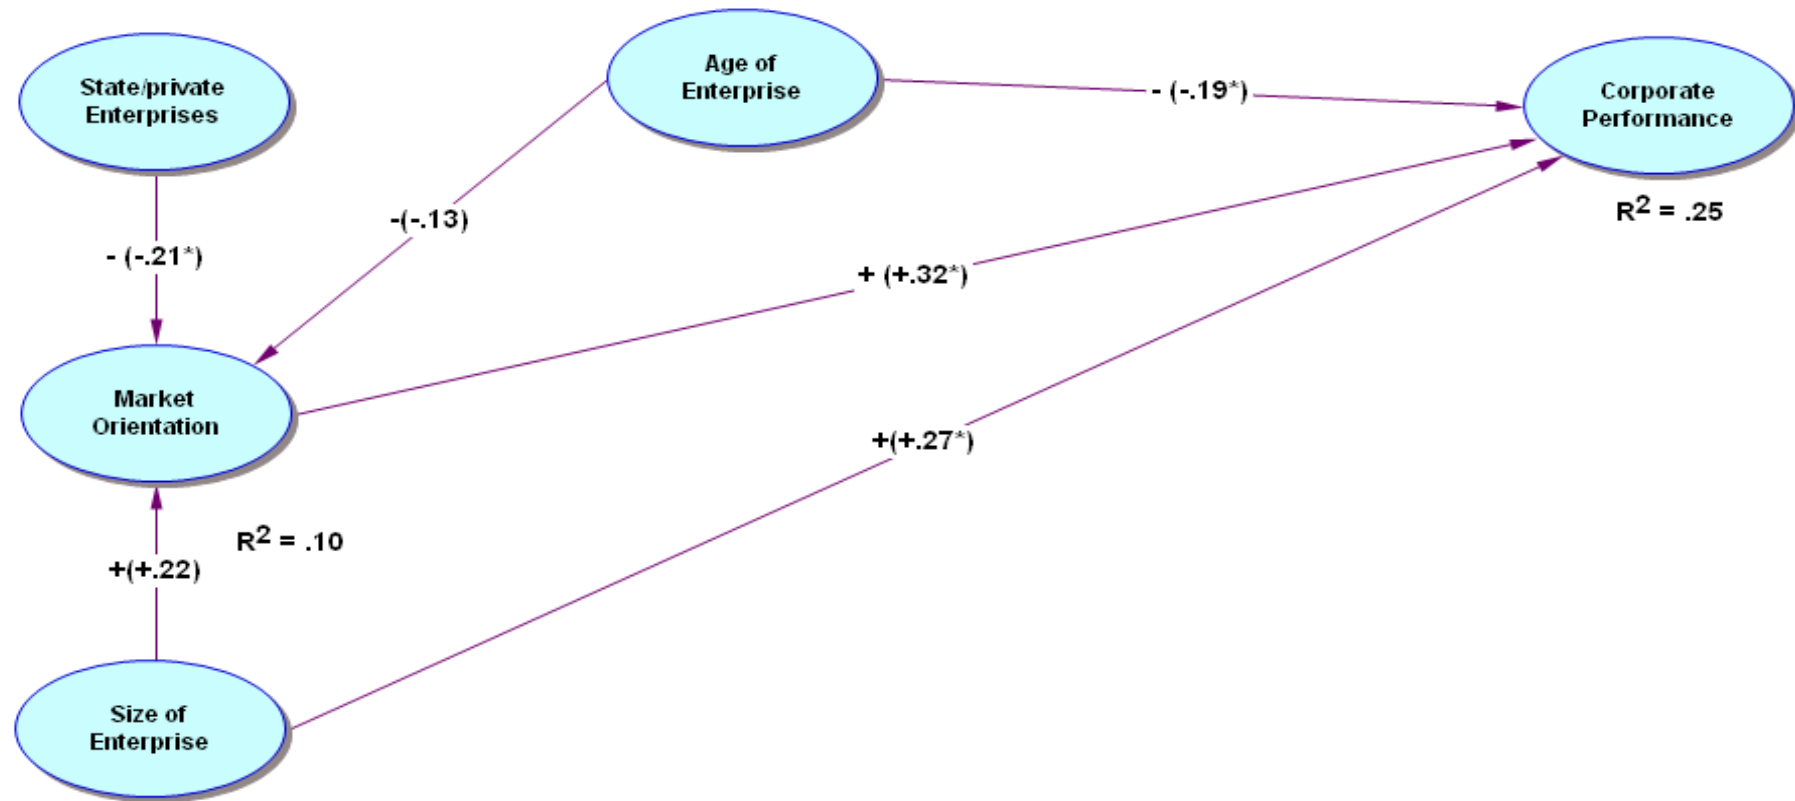 State/private
Enterprises
Age of
Enterprise
- (-.19*)
Corporate
Performance
R² = .25
-(-.13)
- (-.21*)
+ (+.32*)
Market
Orientation
+(+.27*)
R² = .10
+(+.22)
Size of
Enterprise